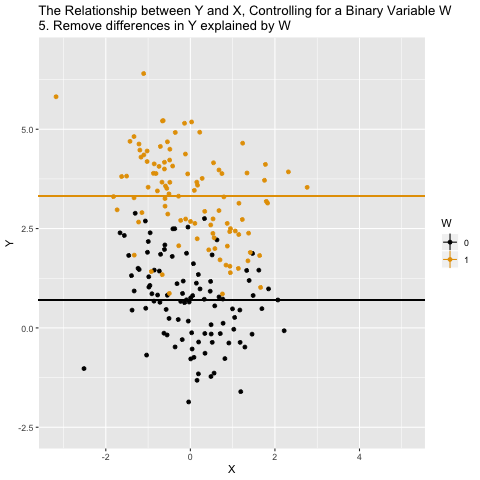 The Relationship between Y and X, Controlling for a Binary Variable W
5. Remove differences in Y explained by W
5.0
2.5
0.0
-2.5
Y
-2
0
2
4
X
W
0
1